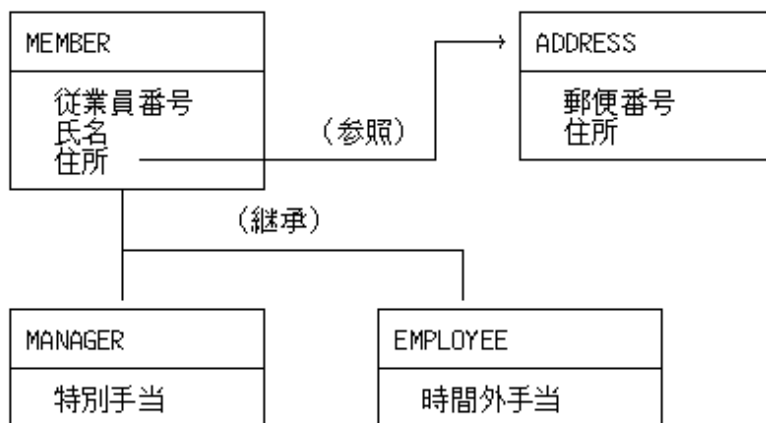 MEMBER
従業員番号
氏名
住所
(参照)
ADDRESS
郵便番号
住所
(継承)
MANAGER
特別手当
EMPLOYEE
時間外手当